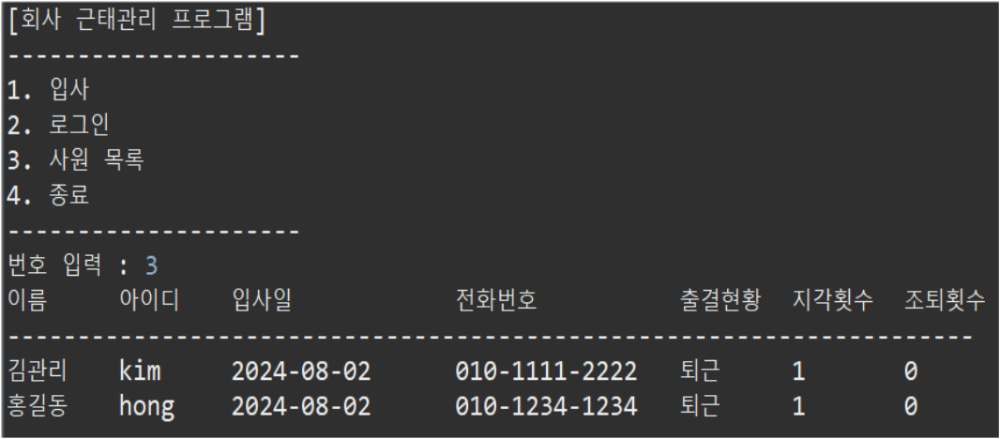 [회사 근태관리 프로그램]
---------------------
1. 입사
2. 로그인
3. 사원 목록
4. 종료
---------------------
번호 입력 : 3
이름 아이디 입사일 전화번호 출결현황 지각횟수 조퇴횟수
---------------------------------------------------------------------
김관리 kim 2024-08-02 010-1111-2222 퇴근 1 0
홍길동 hong 2024-08-02 010-1234-1234 퇴근 1 0